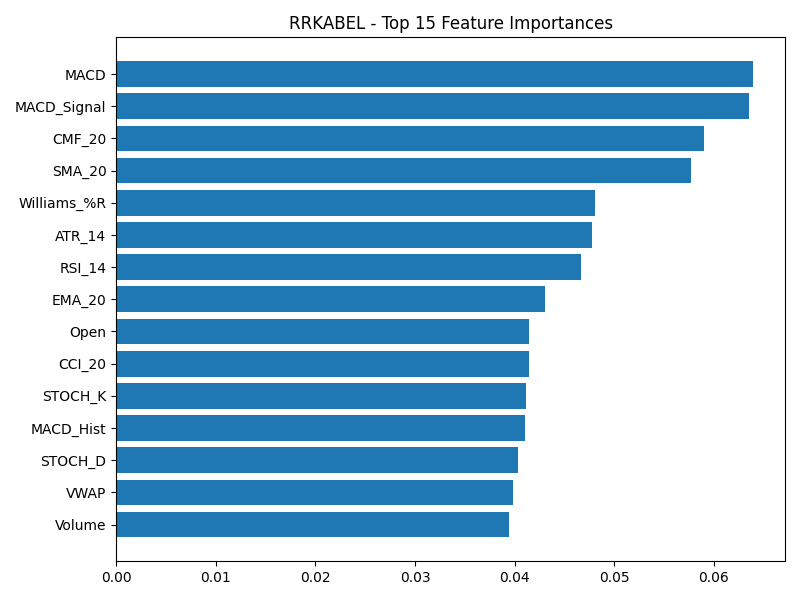 RRKABEL - Top 15 Feature Importances
MACD
MACD_Signal
CMF_20
SMA_20
Williams_%R
ATR_14
RSI_14
EMA_20
Open
CCI_20
STOCH_K
MACD_Hist
STOCH_D
VWAP
Volume
0.00 0.01 0.02 0.03 0.04 0.05 0.06